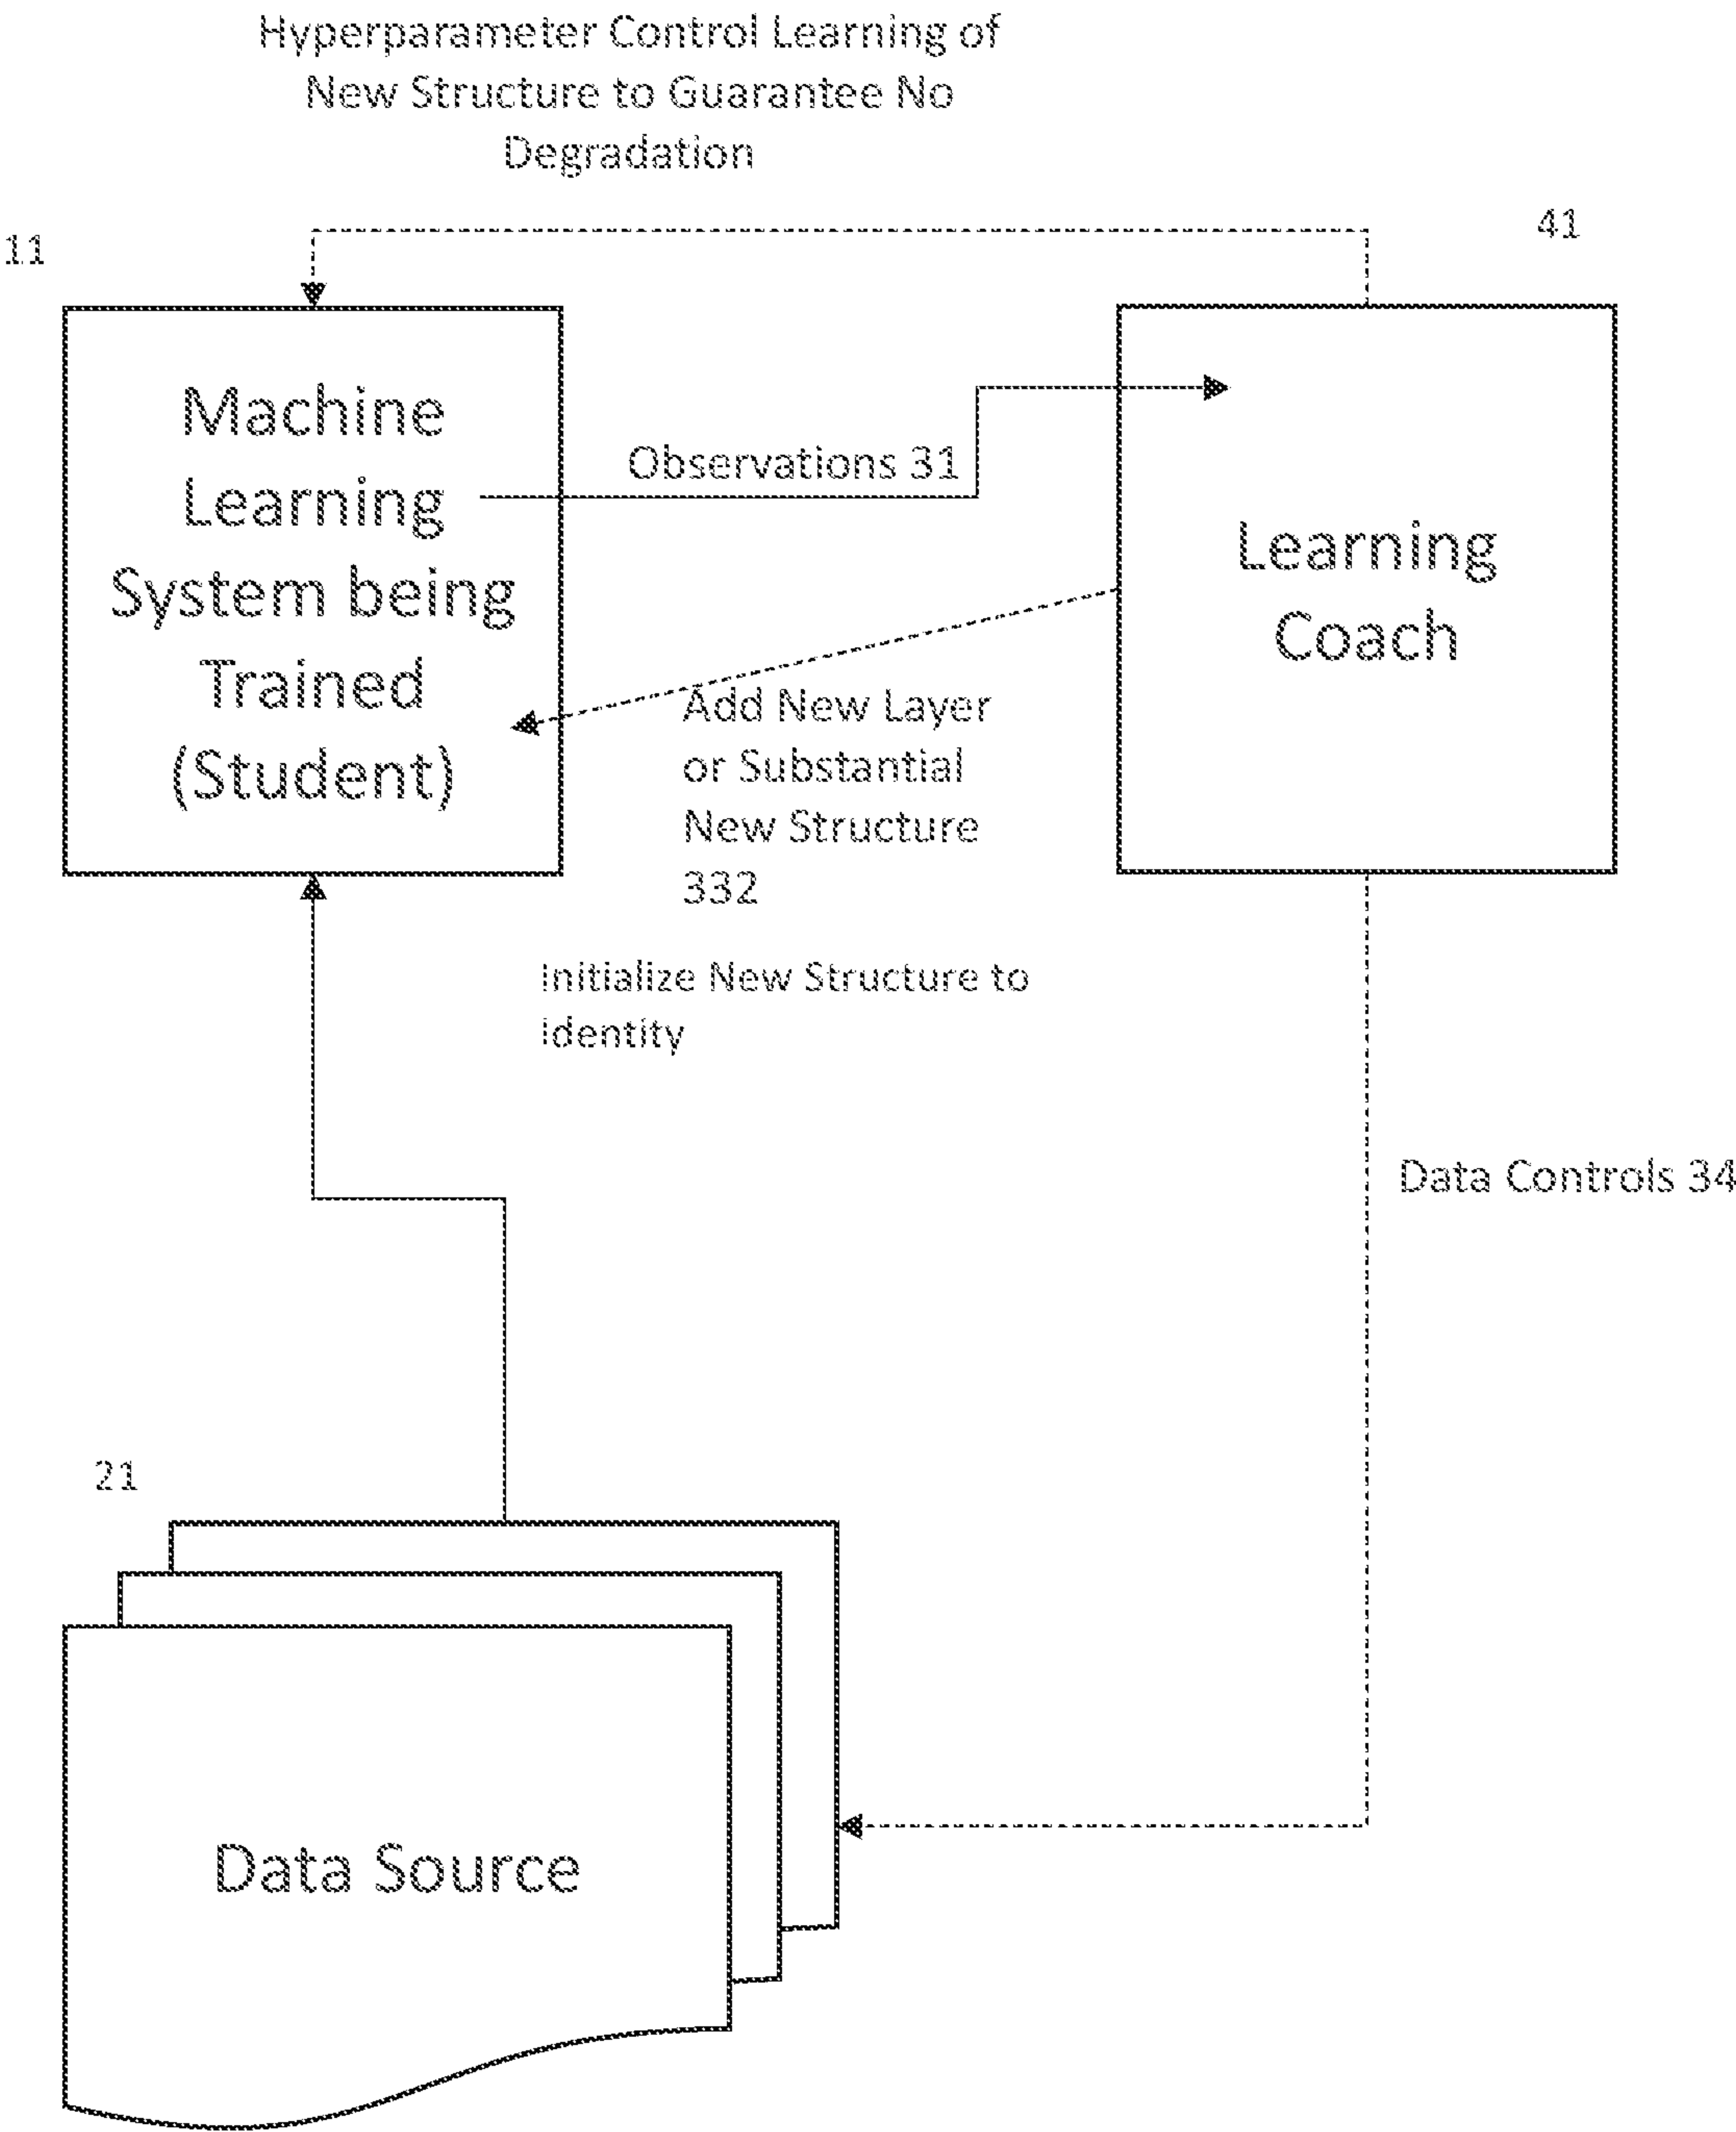 Hyperparameter Control Learning of
New Structure to Guarantee No
Degradation
11
41
Machine
Learning
System being
Trained
(Student)
Observations 31
Learning
Coach
Add New Layer
or Substantial
New Structure
332
Initialize New Structure to
Identity
Data Controls 34
21
Data Source